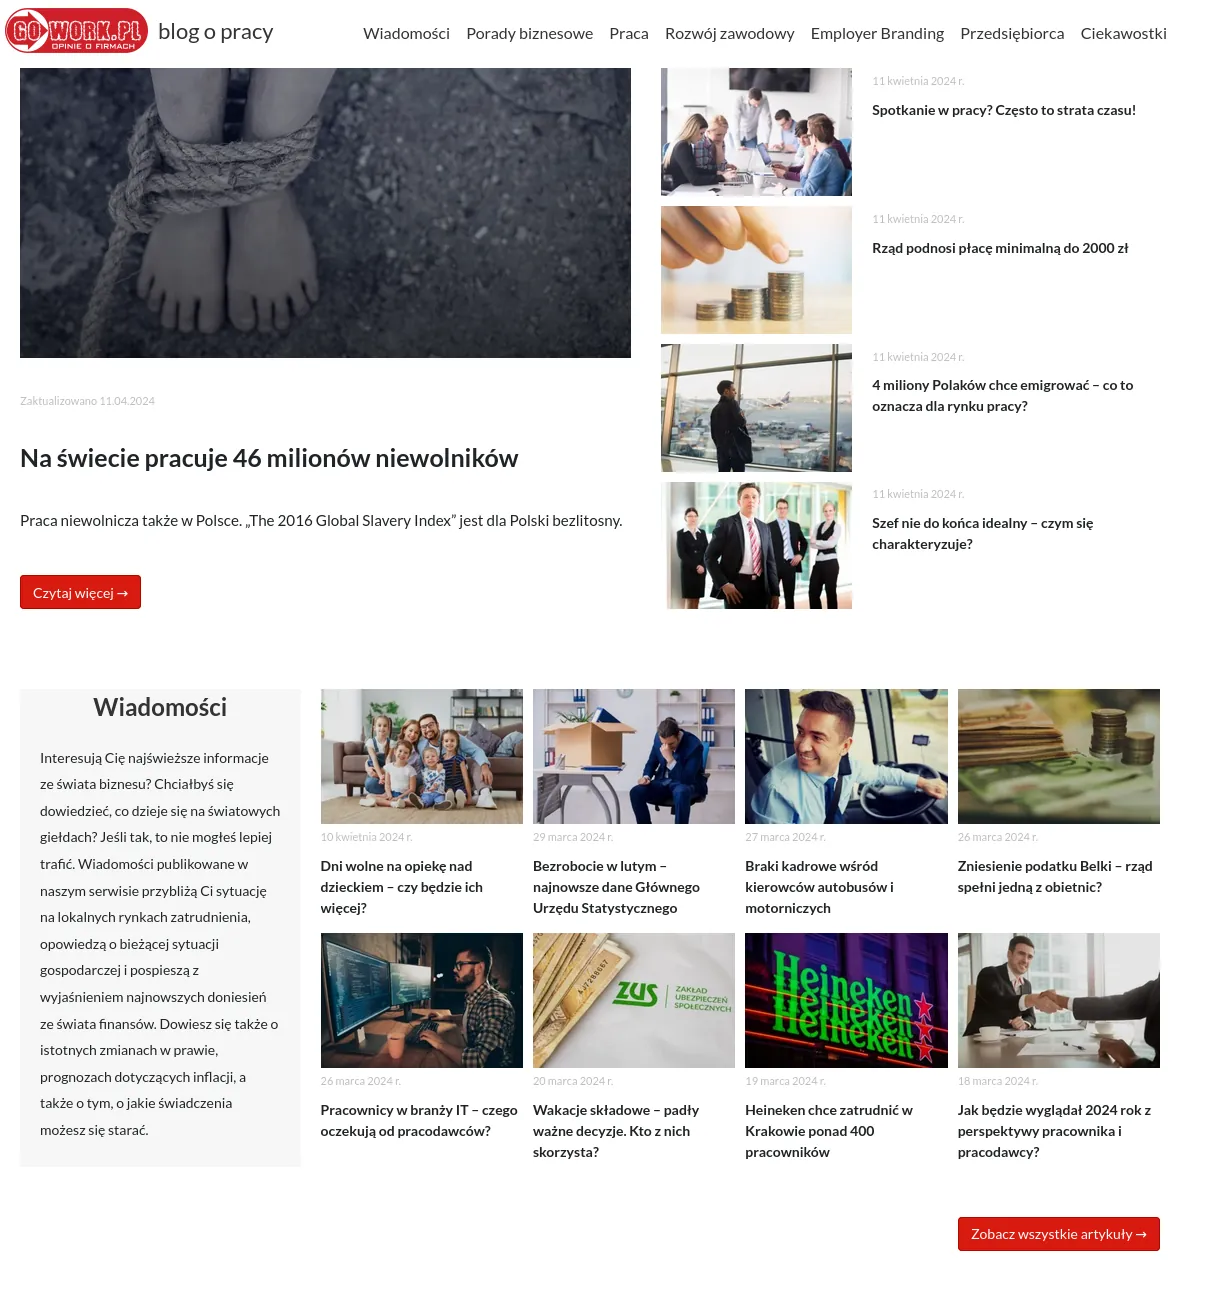 GOWORK.PL
OPINIE O FIRMACH
blog o pracy
Wiadomości
Porady biznesowe
Praca
Rozwój zawodowy
Employer Branding
Przedsiębiorca
Ciekawostki
Zaktualizowano 11.04.2024
Na świecie pracuje 46 milionów niewolników
Praca niewolnicza także w Polsce. „The 2016 Global Slavery Index” jest dla Polski bezlitosny.
Czytaj więcej →
11 kwietnia 2024 r.
Spotkanie w pracy? Często to strata czasu!
11 kwietnia 2024 r.
Rząd podnosi płacę minimalną do 2000 zł
11 kwietnia 2024 r.
4 miliony Polaków chce emigrować – co to
oznacza dla rynku pracy?
11 kwietnia 2024 r.
Szef nie do końca idealny – czym się
charakteryzuje?
Wiadomości
Interesują Cię najświeższe informacje
ze świata biznesu? Chciałbyś się
dowiedzieć, co dzieje się na światowych
giełdach? Jeśli tak, to nie mogłeś lepiej
trafić. Wiadomości publikowane w
naszym serwisie przybliżą Ci sytuację
na lokalnych rynkach zatrudnienia,
opowiedzą o bieżącej sytuacji
gospodarczej i pospieszą z
wyjaśnieniem najnowszych doniesień
ze świata finansów. Dowiesz się także o
istotnych zmianach w prawie,
prognozach dotyczących inflacji, a
także o tym, o jakie świadczenia
możesz się starać.
10 kwietnia 2024 r.
Dni wolne na opiekę nad
dzieckiem – czy będzie ich
więcej?
29 marca 2024 r.
Bezrobocie w lutym –
najnowsze dane Głównego
Urzędu Statystycznego
27 marca 2024 r.
Braki kadrowe wśród
kierowców autobusów i
motorniczych
26 marca 2024 r.
Zniesienie podatku Belki – rząd
spełni jedną z obietnic?
26 marca 2024 r.
Pracownicy w branży IT – czego
oczekują od pracodawców?
AJ7286667
ZUS
ZAKŁAD
UBEZPIECZEŃ
SPOŁECZNYCH
20 marca 2024 r.
Wakacje składowe – padły
ważne decyzje. Kto z nich
skorzysta?
Heineken
Heineken
Heineken
19 marca 2024 r.
Heineken chce zatrudnić w
Krakowie ponad 400
pracowników
18 marca 2024 r.
Jak będzie wyglądał 2024 rok z
perspektywy pracownika i
pracodawcy?
Zobacz wszystkie artykuły →